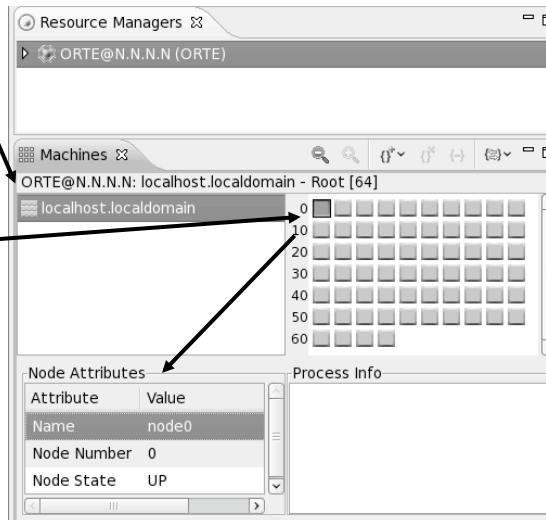 Resource Managers
ORTE@N.N.N.N (ORTE)
Machines
ORTE@N.N.N.N: localhost.localdomain - Root [64]
localhost.localdomain
0
10
20
30
40
50
60
Node Attributes
Attribute Value
Name node0
Node Number 0
Node State UP
Process Info